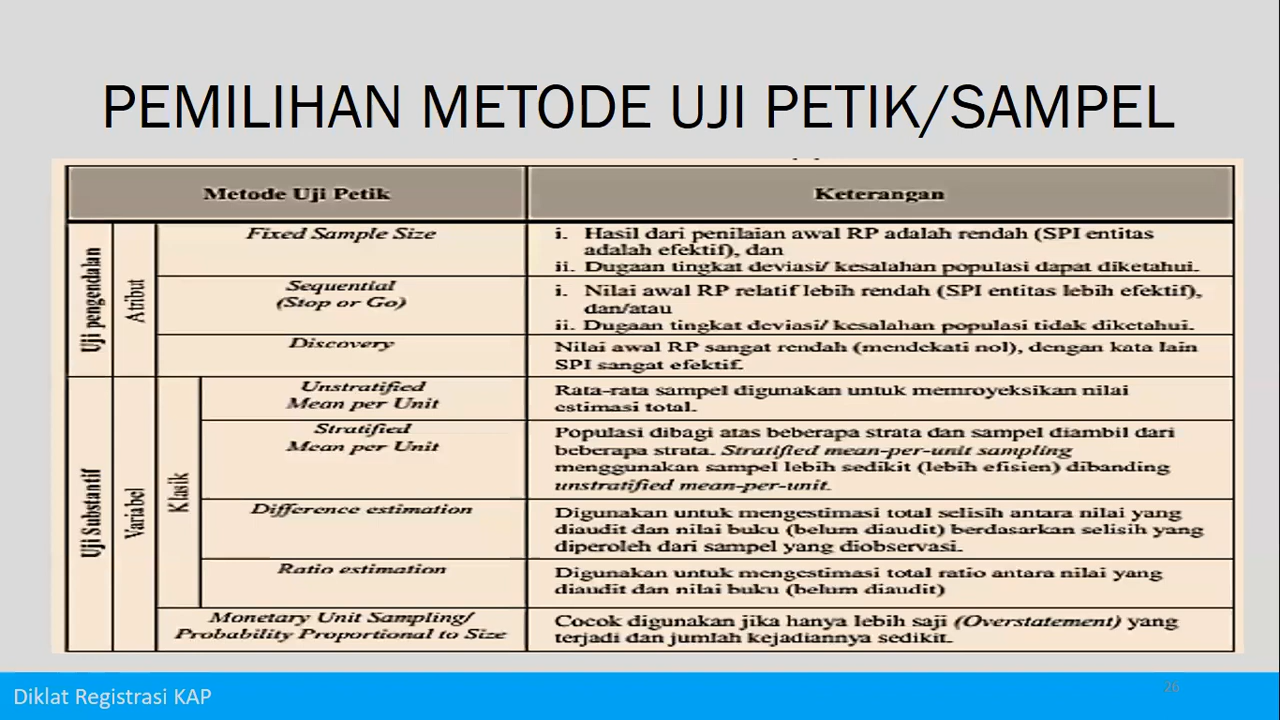 PEMILIHAN METODE UJI PETIK/SAMPEL
Metode Uji Petik
Keterangan
Uji pengendalan
Atribut
Fixed Sample Size
i. Hasil dari penilaian awal RP adalah rendah (SPI entitas
adalah efektif), dan
ii. Dugaan tingkat deviasi/ kesalahan populasi dapat diketahui.
Sequential
(Stop or Go)
i. Nilai awal RP relatif lebih rendah (SPI entitas lebih efektif),
dan/atau
ii. Dugaan tingkat deviasi/ kesalahan populasi tidak diketahui.
Discovery
Nilai awal RP sangat rendah (mendekati nol), dengan kata lain
SPI sangat efektif.
Uji Substantif
Variabel
Klasik
Unstratified
Mean per Unit
Rata-rata sampel digunakan untuk memroyeksikan nilai
estimasi total.
Stratified
Mean per Unit
Populasi dibagi atas beberapa strata dan sampel diambil dari
beberapa strata. Stratified mean-per-unit sampling
menggunakan sampel lebih sedikit (lebih efisien) dibanding
unstratified mean-per-unit.
Difference estimation
Digunakan untuk mengestimasi total selisih antara nilai yang
diaudit dan nilai buku (belum diaudit) berdasarkan selisih yang
diperoleh dari sampel yang diobservasi.
Ratio estimation
Digunakan untuk mengestimasi total ratio antara nilai yang
diaudit dan nilai buku (belum diaudit)
Monetary Unit Sampling/
Probability Proportional to Size
Cocok digunakan jika hanya lebih saji (Overstatement) yang
terjadi dan jumlah kejadiannya sedikit.
Diklat Registrasi KAP
26